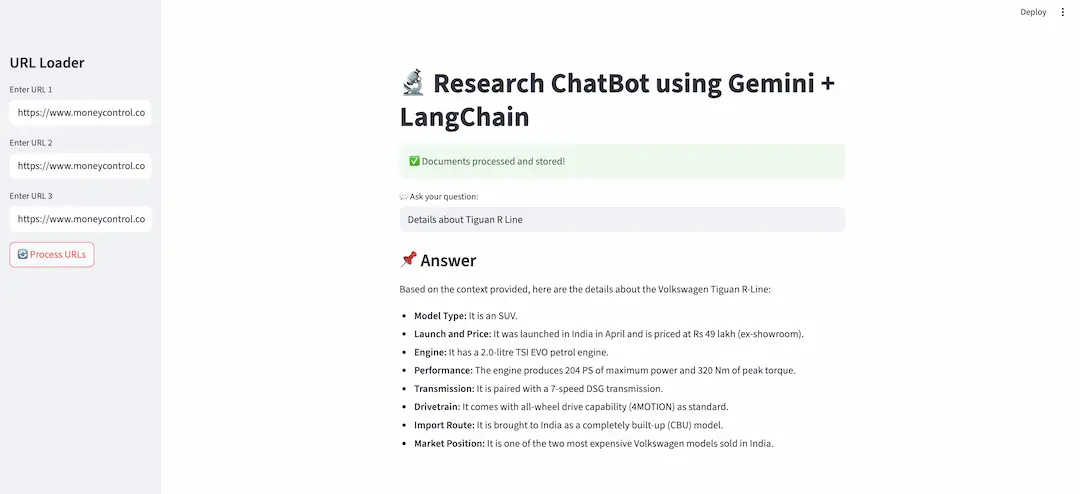 Deploy
URL Loader
Enter URL 1
https://www.moneycontrol.co
Enter URL 2
https://www.moneycontrol.co
Enter URL 3
https://www.moneycontrol.co
Process URLs
Research ChatBot using Gemini +
LangChain
Documents processed and stored!
Ask your question:
Details about Tiguan R Line
Answer
Based on the context provided, here are the details about the Volkswagen Tiguan R-Line:
• Model Type: It is an SUV.
• Launch and Price: It was launched in India in April and is priced at Rs 49 lakh (ex-showroom).
• Engine: It has a 2.0-litre TSI EVO petrol engine.
• Performance: The engine produces 204 PS of maximum power and 320 Nm of peak torque.
• Transmission: It is paired with a 7-speed DSG transmission.
• Drivetrain: It comes with all-wheel drive capability (4MOTION) as standard.
• Import Route: It is brought to India as a completely built-up (CBU) model.
• Market Position: It is one of the two most expensive Volkswagen models sold in India.